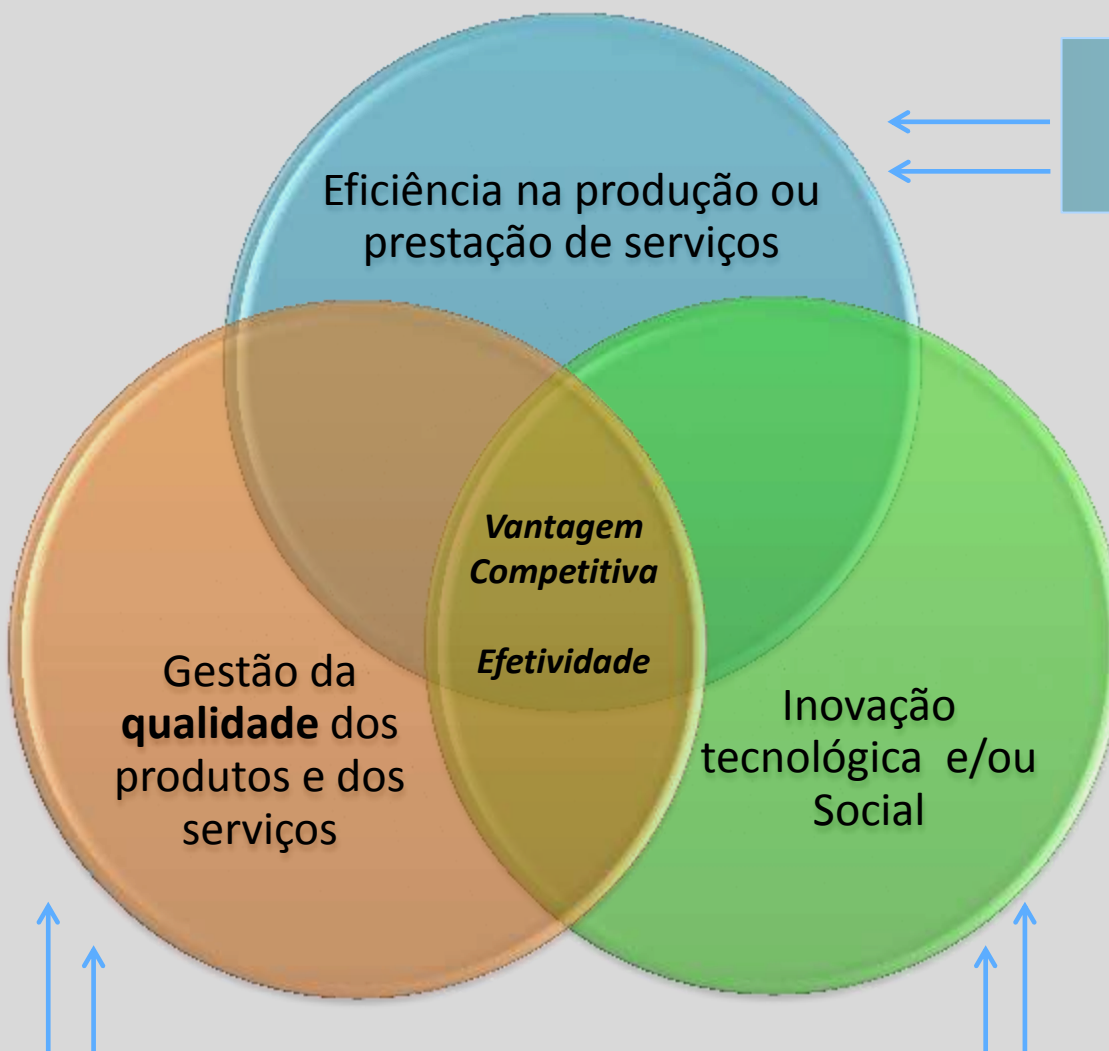 Eficiência na produção ou
prestação de serviços
Vantagem
Competitiva
Efetividade
Gestão da
qualidade dos
produtos e dos
serviços
Inovação
tecnológica e/ou
Social